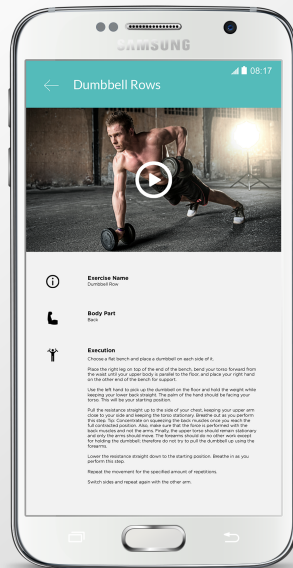 SAMSUNG
08:17
Dumbbell Rows
Exercise Name
Dumbbell Row
Body Part
Back
Execution
Choose a flat bench and place a dumbbell on each side of it.
Place the right leg on top of the end of the bench, bend your torso forward from
the waist until your upper body is parallel to the floor, and place your right hand
on the other end of the bench for support.
Use the left hand to pick up the dumbbell on the floor and hold the weight while
keeping your lower back straight. The palm of the hand should be facing your
torso. This will be your starting position.
Pull the resistance straight up to the side of your chest, keeping your upper arm
close to your side and keeping the torso stationary. Breathe out as you perform
this step. Tip: Concentrate on squeezing the back muscles once you reach the
full contracted position. Also, make sure that the force is performed with the
back muscles and not the arms. Finally, the upper torso should remain stationary
and only the arms should move. The forearms should do no other work except
for holding the dumbbell; therefore do not try to pull the dumbbell up using the
forearms.
Lower the resistance straight down to the starting position. Breathe in as you
perform this step.
Repeat the movement for the specified amount of repetitions.
Switch sides and repeat again with the other arm.